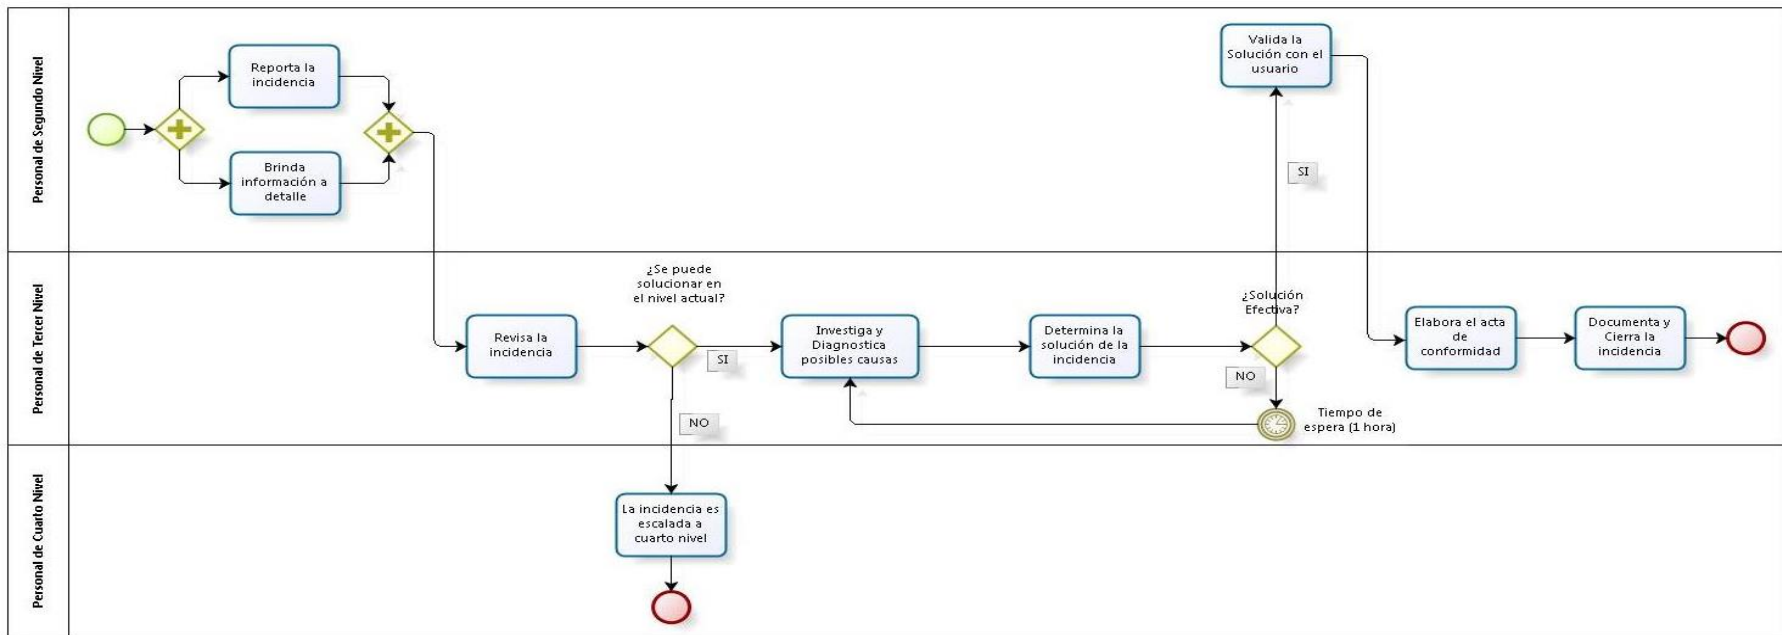 Personal de Segundo Nivel
Reporta la
incidencia
Brinda
información a
detalle
Valida la
Solución con el
usuario
SI
Personal de Tercer Nivel
Revisa la
incidencia
¿Se puede
solucionar en
el nivel actual?
SI
NO
Investiga y
Diagnostica
posibles causas
Determina la
solución de la
incidencia
¿Solución
Efectiva?
NO
Tiempo de
espera (1 hora)
Elabora el acta
de
conformidad
Documenta y
Cierra la
incidencia
Personal de Cuarto Nivel
La incidencia es
escalada a
cuarto nivel